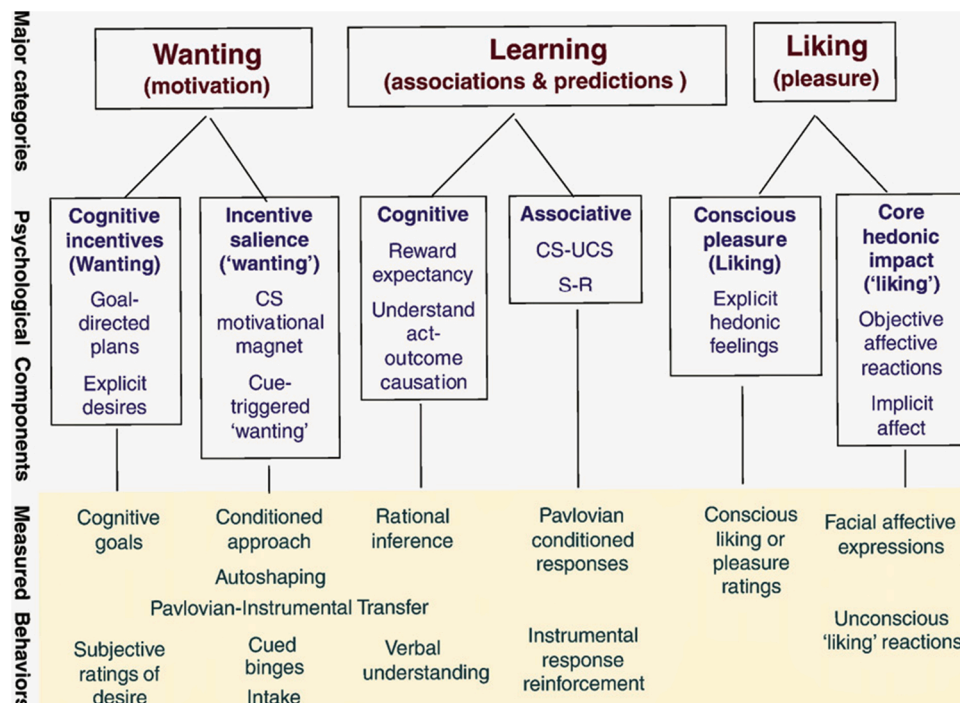 Major categories
Wanting
(motivation)
Learning
(associations & predictions )
Liking
(pleasure)
Psychological Components
Cognitive
incentives
(Wanting)
Goal-
directed
plans
Explicit
desires
Incentive
salience
(‘wanting’)
CS
motivational
magnet
Cue-
triggered
‘wanting’
Cognitive
Reward
expectancy
Understand
act-
outcome
causation
Associative
CS-UCS
S-R
Conscious
pleasure
(Liking)
Explicit
hedonic
feelings
Core
hedonic
impact
(‘liking’)
Objective
affective
reactions
Implicit
affect
Measured Behaviors
Cognitive
goals
Conditioned
approach
Autoshaping
Pavlovian-Instrumental Transfer
Rational
inference
Pavlovian
conditioned
responses
Conscious
liking or
pleasure
ratings
Facial affective
expressions
Subjective
ratings of
desire
Cued
binges
Intake
Verbal
understanding
Instrumental
response
reinforcement
Unconscious
‘liking’ reactions